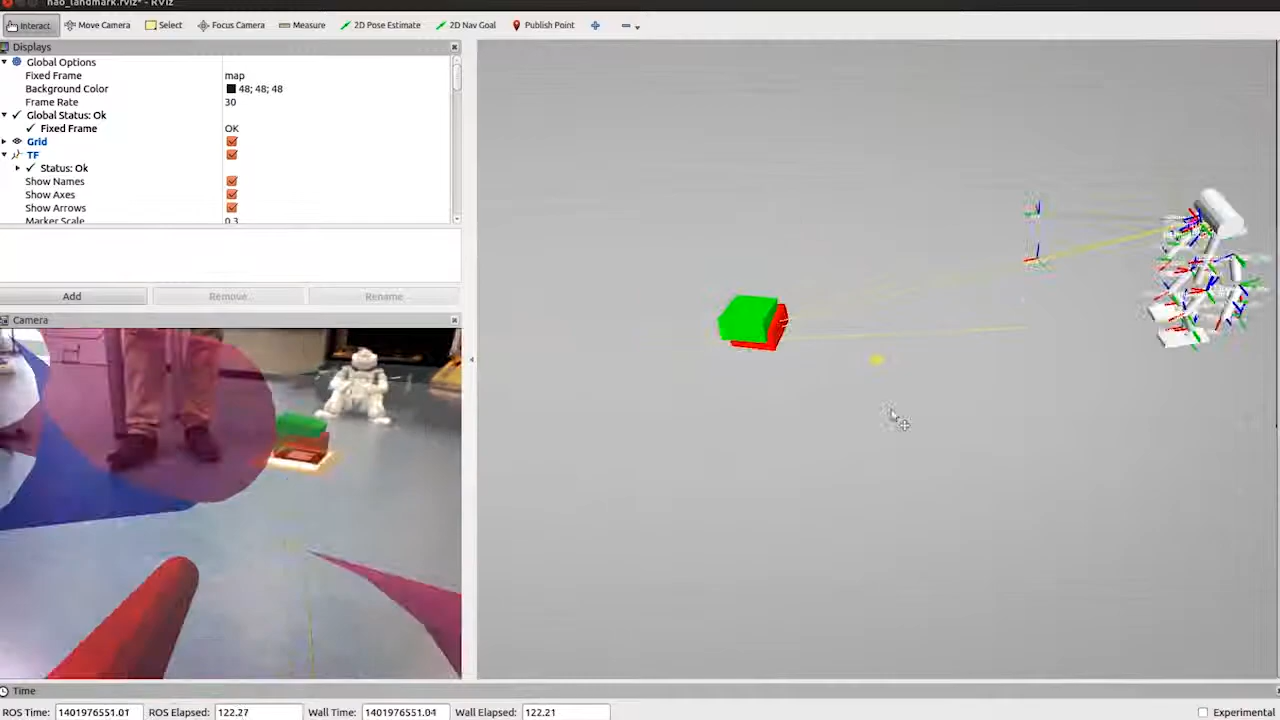 nao_landmark.rviz* - RViz
Interact Move Camera Select Focus Camera Measure 2D Pose Estimate 2D Nav Goal Publish Point
Displays
Global Options
Fixed Frame map
Background Color 48; 48; 48
Frame Rate 30
Global Status: Ok
Fixed Frame OK
Grid
TF
Status: Ok
Show Names
Show Axes
Show Arrows
Marker Scale 0.3
Add Remove Rename
Camera
Time
ROS Time: 1401976551.01 ROS Elapsed: 122.27 Wall Time: 1401976551.04 Wall Elapsed: 122.21 Experimental